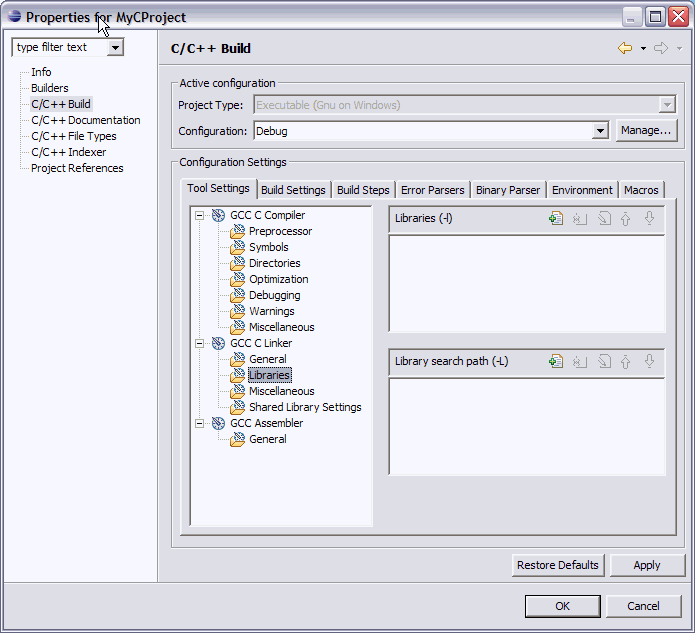 Properties for MyCProject
type filter text
Info
Builders
C/C++ Build
C/C++ Documentation
C/C++ File Types
C/C++ Indexer
Project References
C/C++ Build
Active configuration
Project Type: Executable (Gnu on Windows)
Configuration: Debug Manage...
Configuration Settings
Tool Settings Build Settings Build Steps Error Parsers Binary Parser Environment Macros
GCC C Compiler
Preprocessor
Symbols
Directories
Optimization
Debugging
Warnings
Miscellaneous
GCC C Linker
General
Libraries
Miscellaneous
Shared Library Settings
GCC Assembler
General
Libraries (-l)
Library search path (-L)
Restore Defaults Apply
OK Cancel